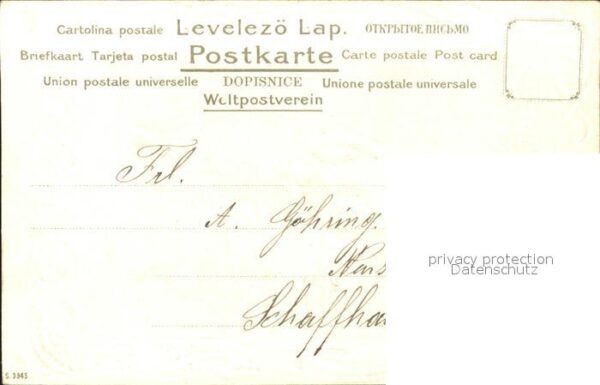 Cartolina postale Levelezö Lap. ОТКРЫТОЕ ПИСЬМО
Briefkaart Tarjeta postal Postkarte Carte postale Post card
Union postale universelle DOPISNICE Unione postale universale
Weltpostverein
Frl.
A. Göhring.
privacy protection
Datenschutz
Schaffha
S. 3945